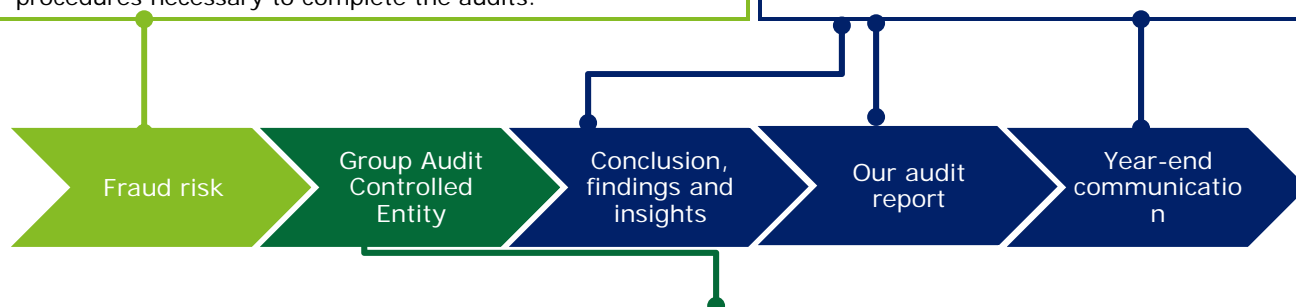 procedures necessary to complete the audits.
Fraud risk
Group Audit
Controlled
Entity
Conclusion,
findings and
insights
Our audit
report
Year-end
communicatio
n